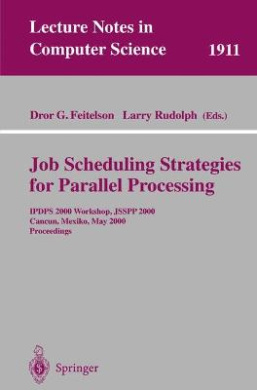 Lecture Notes in
Computer Science 1911
Dror G. Feitelson Larry Rudolph (Eds.)
Job Scheduling Strategies
for Parallel Processing
IPDPS 2000 Workshop, JSSPP 2000
Cancun, Mexiko, May 2000
Proceedings
Springer